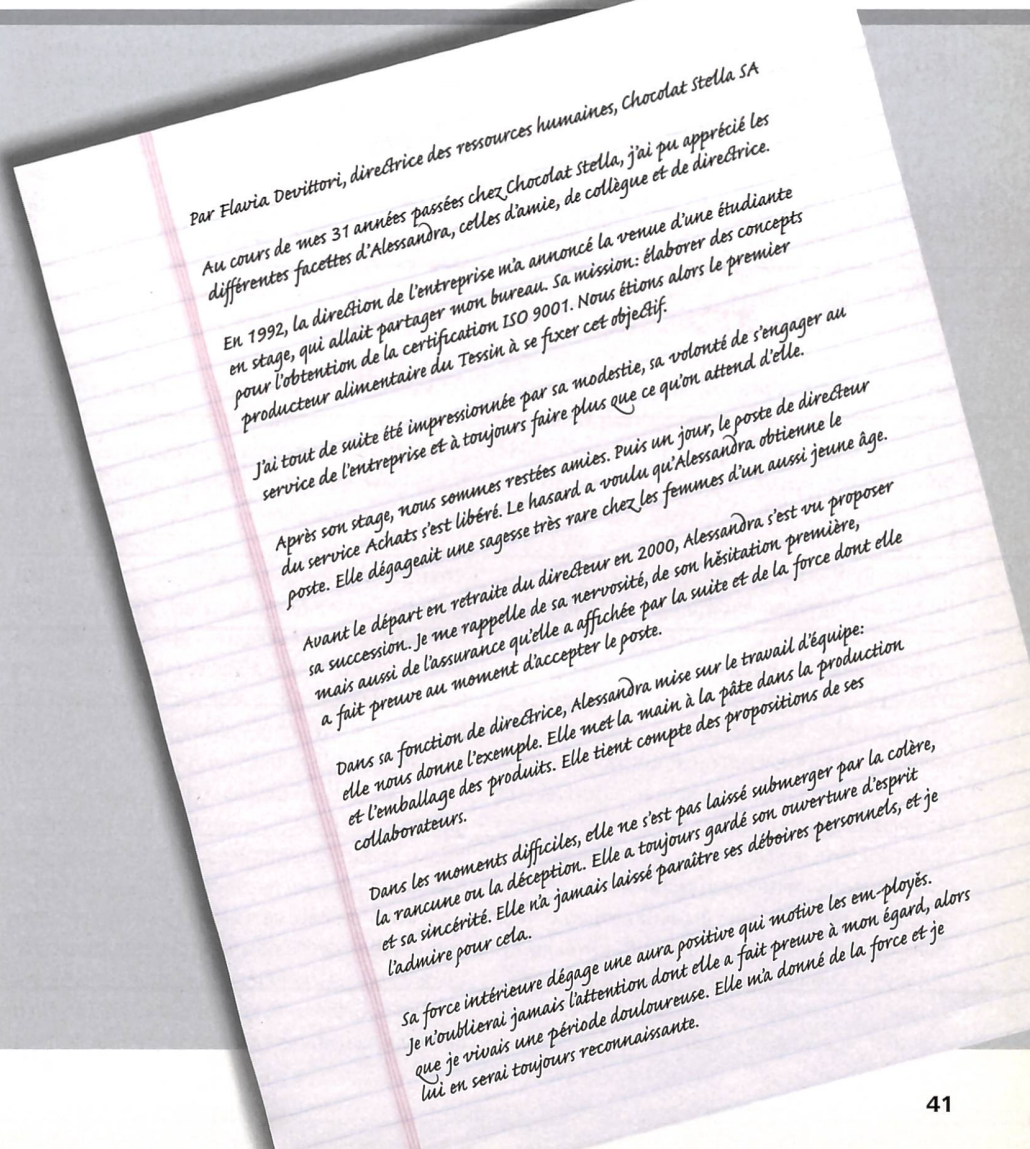 Par Flavia Devittori, directrice des ressources humaines, Chocolat Stella SA
Au cours de mes 31 années passées chez Chocolat Stella, j'ai pu apprécié les
différentes facettes d'Alessandra, celles d'amie, de collègue et de directrice.
En 1992, la direction de l'entreprise m'a annoncé la venue d'une étudiante
en stage, qui allait partager mon bureau. Sa mission: élaborer des concepts
pour l'obtention de la certification ISO 9001. Nous étions alors le premier
producteur alimentaire du Tessin à se fixer cet objectif.
J'ai tout de suite été impressionnée par sa modestie, sa volonté de s'engager au
service de l'entreprise et à toujours faire plus que ce qu'on attend d'elle.
Après son stage, nous sommes restées amies. Puis un jour, le poste de directeur
du service Achats s'est libéré. Le hasard a voulu qu'Alessandra obtienne le
poste. Elle dégageait une sagesse très rare chez les femmes d'un aussi jeune âge.
Avant le départ en retraite du directeur en 2000, Alessandra s'est vu proposer
sa succession. Je me rappelle de sa nervosité, de son hěsitation première,
mais aussi de l'assurance qu'elle a affichée par la suite et de la force dont elle
a fait preuve au moment d'accepter le poste.
Dans sa fonction de directrice, Alessandra mise sur le travail d'équipe:
elle nous donne l'exemple. Elle met la main à la pâte dans la production
et l'emballage des produits. Elle tient compte des propositions de ses
collaborateurs.
Dans les moments difficiles, elle ne s'est pas laissé submerger par la colère,
la rancune ou la déception. Elle a toujours gardé son ouverture d'esprit
et sa sincérité. Elle n'a jamais laissé paraître ses déboires personnels, et je
l'admire pour cela.
Sa force intérieure dégage une aura positive qui motive les em-ployěs.
Je n'oublierai jamais l'attention dont elle a fait preuve à mon égard, alors
que je vivais une période douloureuse. Elle m'a donné de la force et je
lui en serai toujours reconnaissante.
41